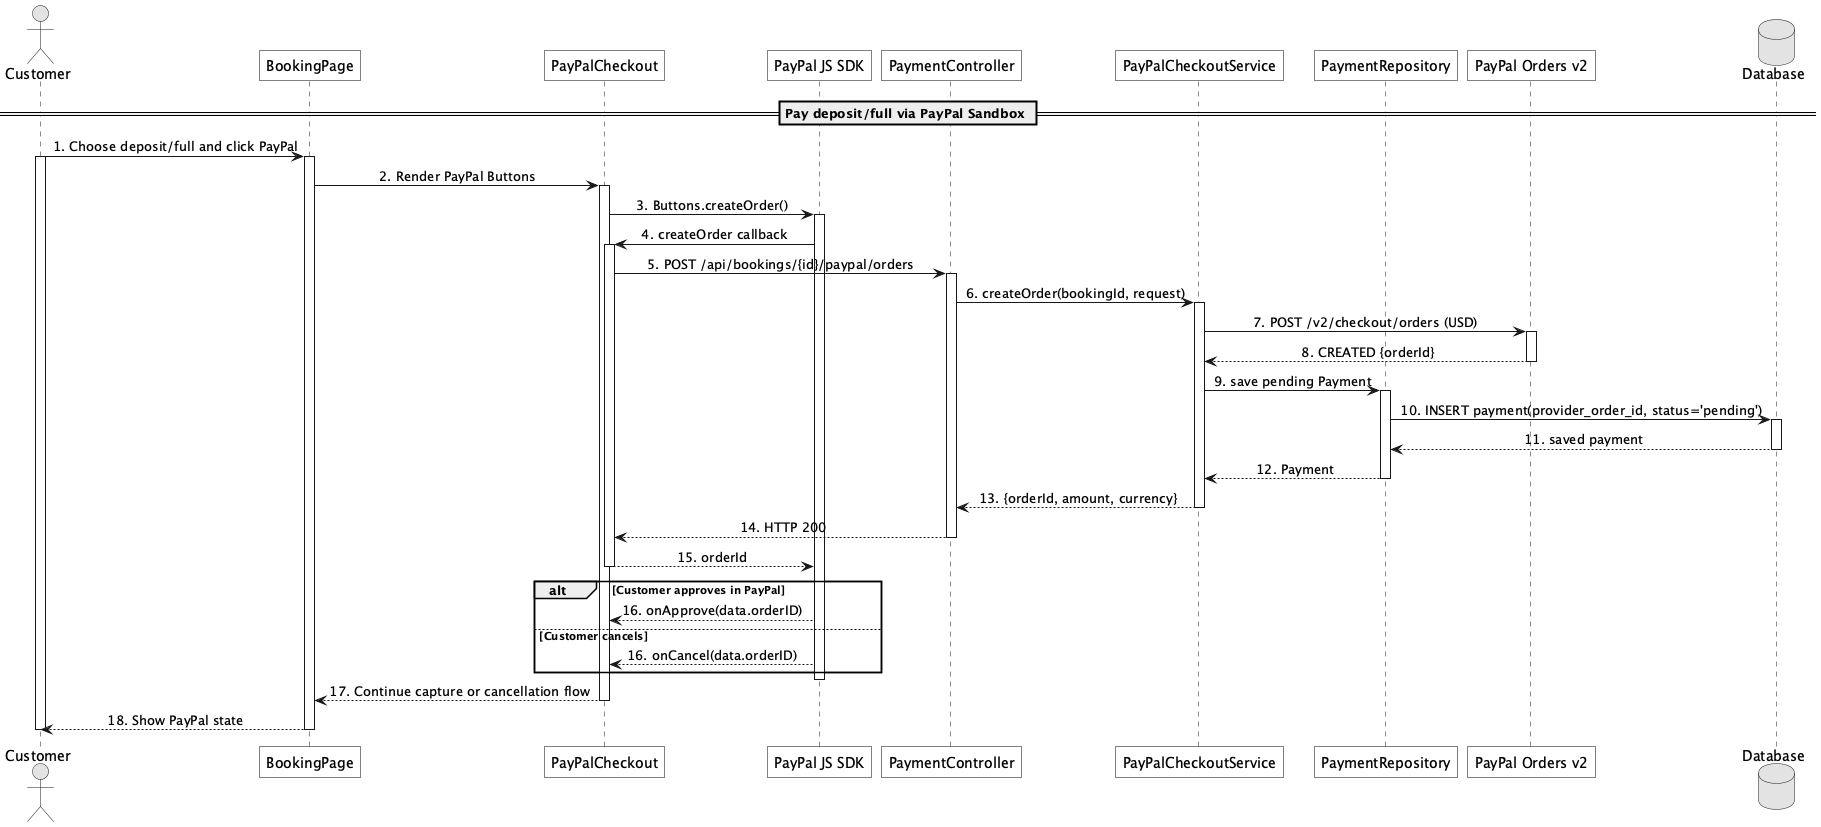 Customer
BookingPage
PayPalCheckout
PayPal JS SDK
PaymentController
PayPalCheckoutService
PaymentRepository
PayPal Orders v2
Database
Pay deposit/full via PayPal Sandbox
1. Choose deposit/full and click PayPal
2. Render PayPal Buttons
3. Buttons.createOrder()
4. createOrder callback
5. POST /api/bookings/{id}/paypal/orders
6. createOrder(bookingId, request)
7. POST /v2/checkout/orders (USD)
8. CREATED {orderId}
9. save pending Payment
10. INSERT payment(provider_order_id, status='pending')
11. saved payment
12. Payment
13. {orderId, amount, currency}
14. HTTP 200
15. orderId
alt [Customer approves in PayPal]
16. onApprove(data.orderID)
[Customer cancels]
16. onCancel(data.orderID)
17. Continue capture or cancellation flow
18. Show PayPal state
Customer
BookingPage
PayPalCheckout
PayPal JS SDK
PaymentController
PayPalCheckoutService
PaymentRepository
PayPal Orders v2
Database